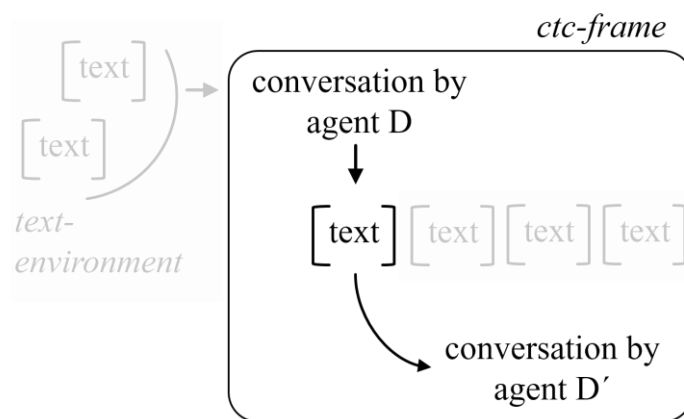 ctc-frame
[text]
[text]
text-
environment
conversation by
agent D
[text] [text] [text] [text]
conversation by
agent D´